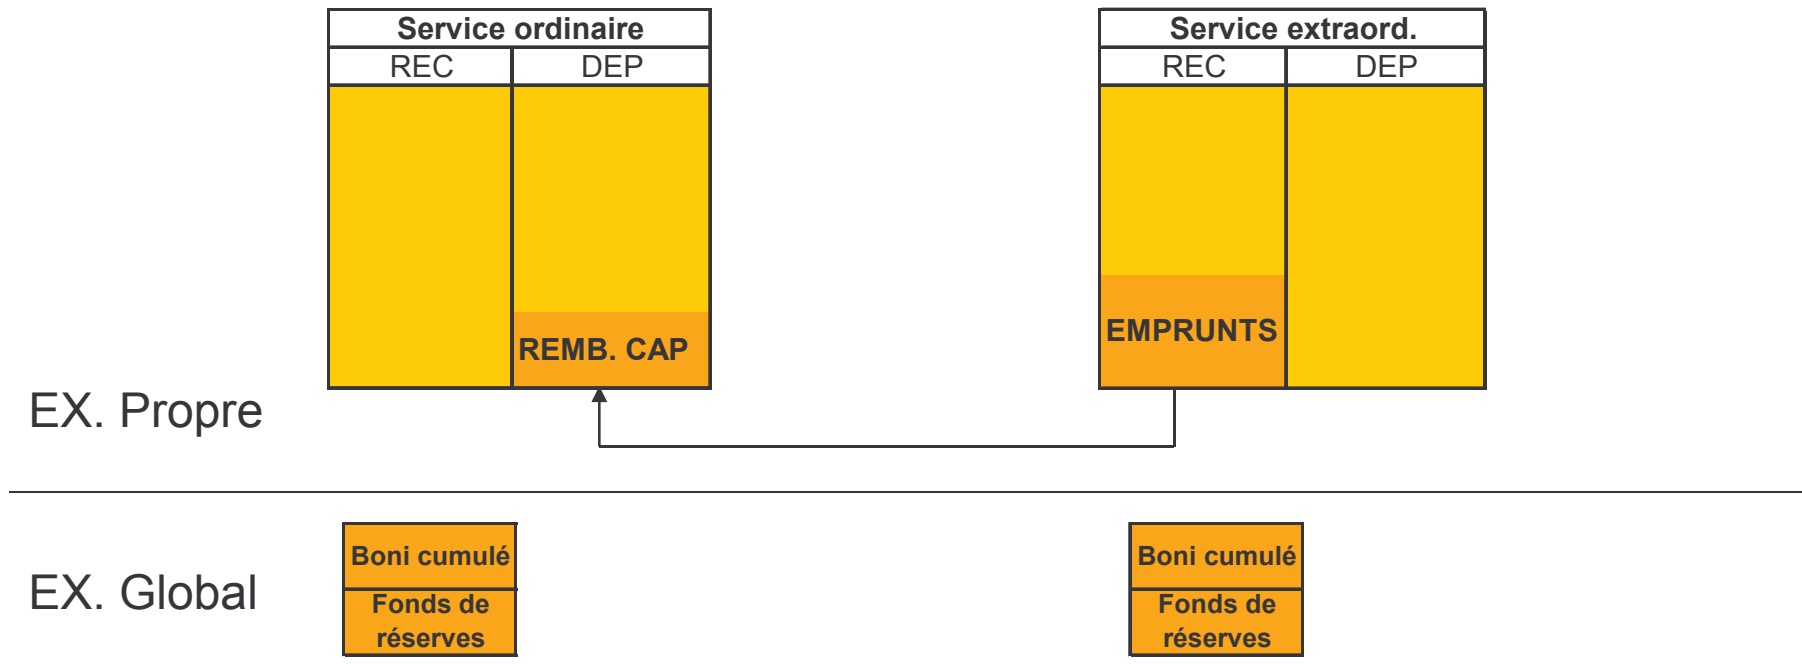 Service ordinaire
REC DEP
REMB. CAP
Service extraord.
REC DEP
EMPRUNTS
EX. Propre
EX. Global
Boni cumulé
Fonds de
réserves
Boni cumulé
Fonds de
réserves